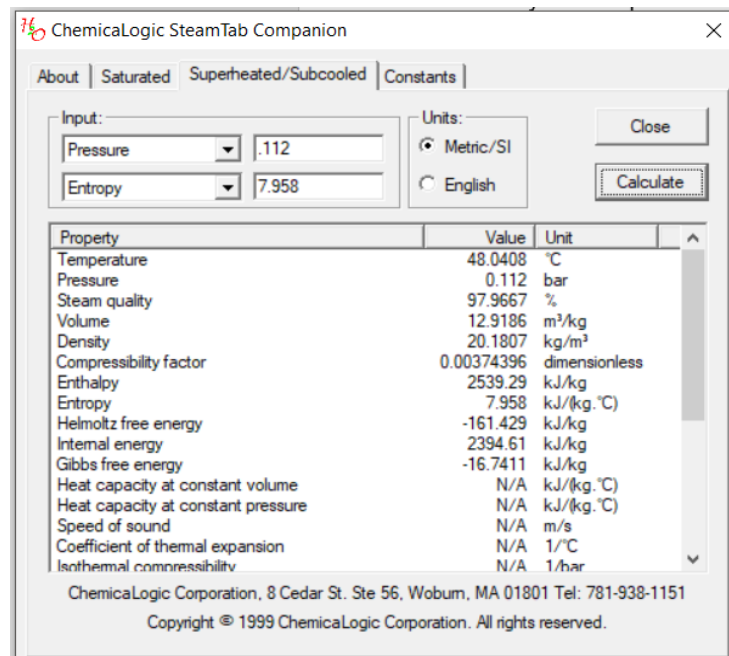 H2O ChemicaLogic SteamTab Companion
About Saturated Superheated/Subcooled Constants
Input: Units:
Pressure .112 Metric/SI Close
Entropy 7.958 English Calculate
Property Value Unit
Temperature 48.0408 °C
Pressure 0.112 bar
Steam quality 97.9667 %
Volume 12.9186 m³/kg
Density 20.1807 kg/m³
Compressibility factor 0.00374396 dimensionless
Enthalpy 2539.29 kJ/kg
Entropy 7.958 kJ/(kg.°C)
Helmoltz free energy -161.429 kJ/kg
Internal energy 2394.61 kJ/kg
Gibbs free energy -16.7411 kJ/kg
Heat capacity at constant volume N/A kJ/(kg.°C)
Heat capacity at constant pressure N/A kJ/(kg.°C)
Speed of sound N/A m/s
Coefficient of thermal expansion N/A 1/°C
Isothermal compressibility N/A 1/bar
ChemicaLogic Corporation, 8 Cedar St. Ste 56, Woburn, MA 01801 Tel: 781-938-1151
Copyright © 1999 ChemicaLogic Corporation. All rights reserved.